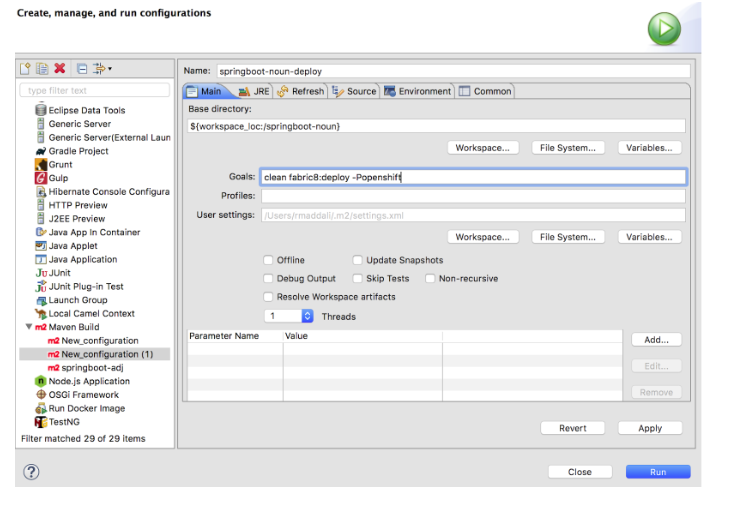 Create, manage, and run configurations
type filter text
Eclipse Data Tools
Generic Server
Generic Server(External Laun
Gradle Project
Grunt
Gulp
Hibernate Console Configura
HTTP Preview
J2EE Preview
Java App In Container
Java Applet
Java Application
JUnit
JUnit Plug-in Test
Launch Group
Local Camel Context
m2 Maven Build
m2 New_configuration
m2 New_configuration (1)
m2 springboot-adj
Node.js Application
OSGi Framework
Run Docker Image
TestNG
Filter matched 29 of 29 items
Name: springboot-noun-deploy
Main JRE Refresh Source Environment Common
Base directory:
${workspace_loc:/springboot-noun}
Workspace... File System... Variables...
Goals: clean fabric8:deploy -Popenshift
Profiles:
User settings: /Users/rmaddali/.m2/settings.xml
Workspace... File System... Variables...
Offline Update Snapshots
Debug Output Skip Tests Non-recursive
Resolve Workspace artifacts
1 Threads
Parameter Name Value
Add...
Edit...
Remove
Revert Apply
? Close Run